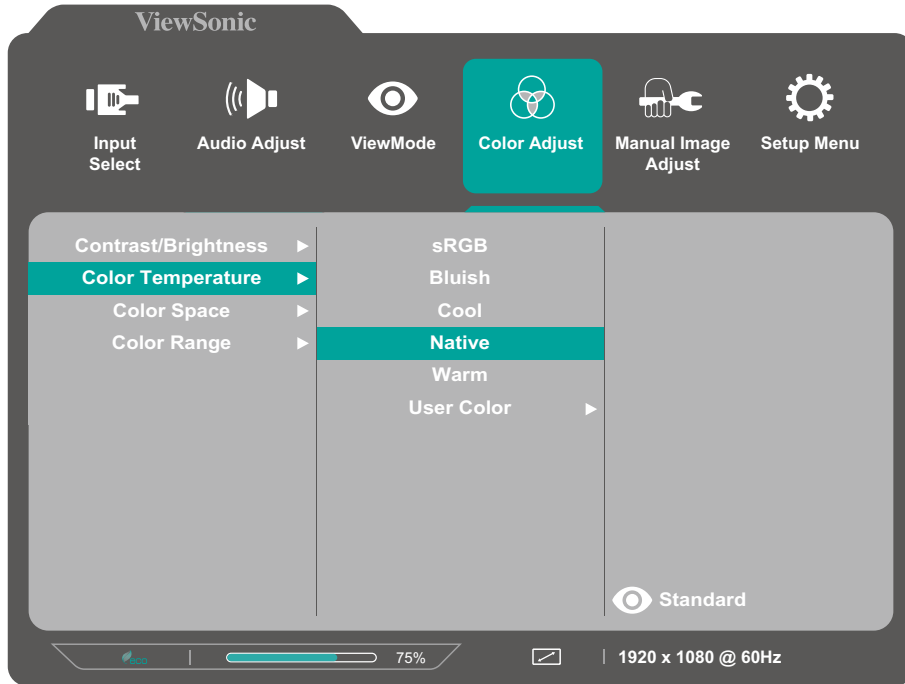 ViewSonic
Input
Select
Audio Adjust
ViewMode
Color Adjust
Manual Image
Adjust
Setup Menu
Contrast/Brightness
Color Temperature
Color Space
Color Range
sRGB
Bluish
Cool
Native
Warm
User Color
Standard
eco
75%
1920 x 1080 @ 60Hz